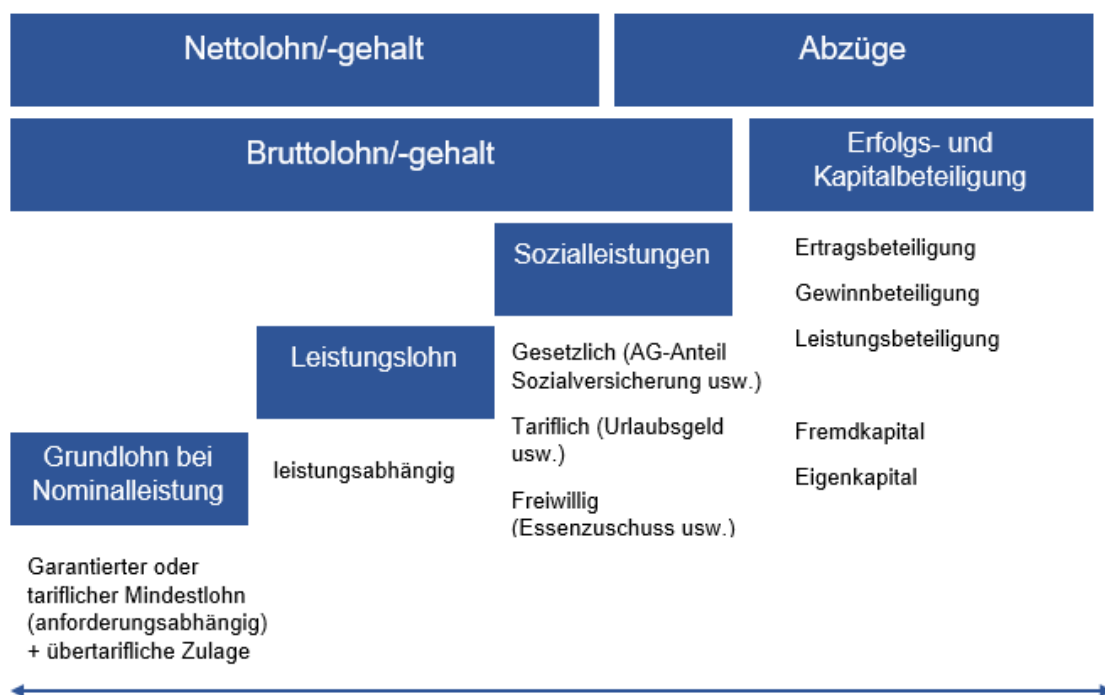 Nettolohn/-gehalt
Abzüge
Bruttolohn/-gehalt
Erfolgs- und
Kapitalbeteiligung
Sozialleistungen
Ertragsbeteiligung
Gewinnbeteiligung
Leistungsbeteiligung
Fremdkapital
Eigenkapital
Gesetzlich (AG-Anteil
Sozialversicherung usw.)
Tariflich (Urlaubsgeld
usw.)
Freiwillig
(Essenzuschuss usw.)
Leistungslohn
leistungsabhängig
Grundlohn bei
Nominalleistung
Garantierter oder
tariflicher Mindestlohn
(anforderungsabhängig)
+ übertarifliche Zulage